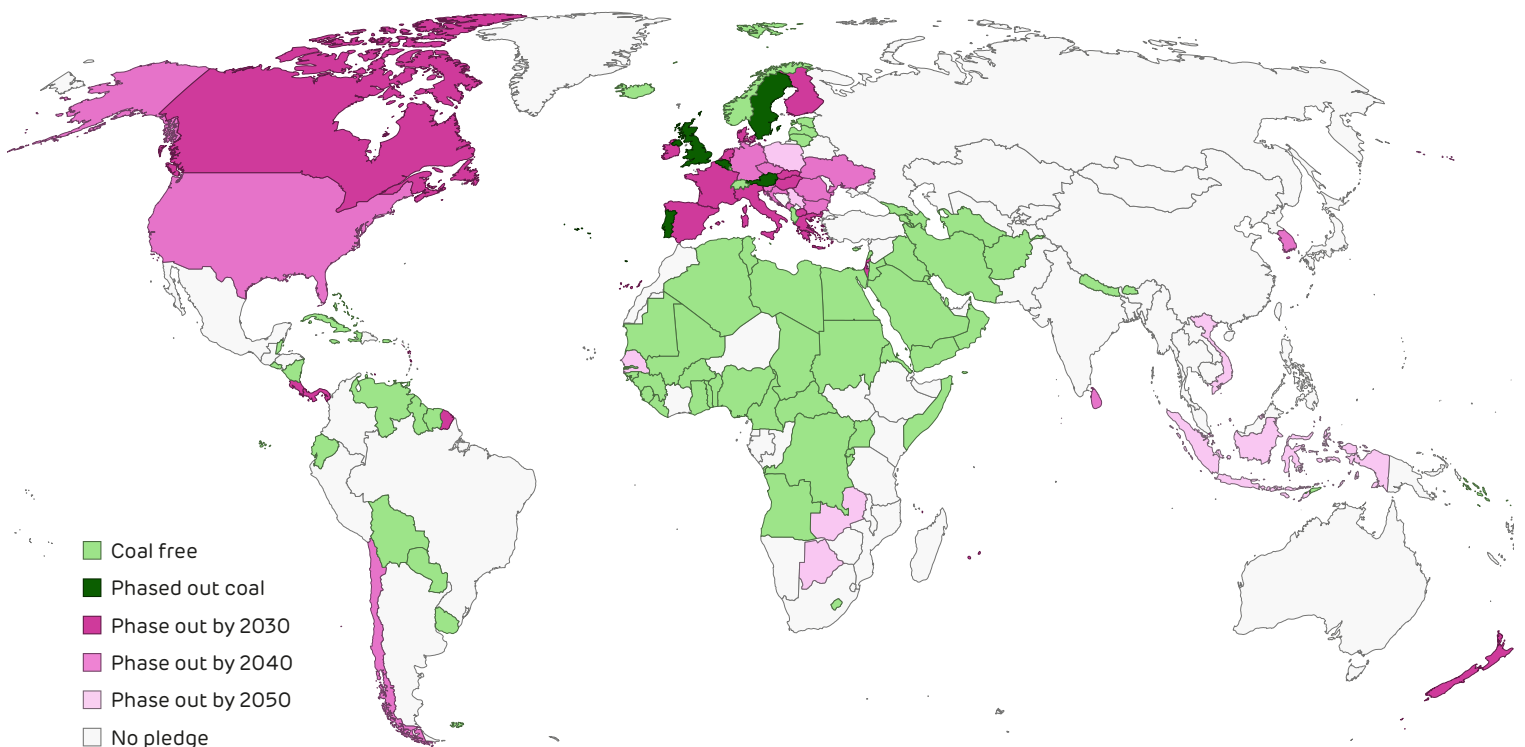 Coal free
Phased out coal
Phase out by 2030
Phase out by 2040
Phase out by 2050
No pledge